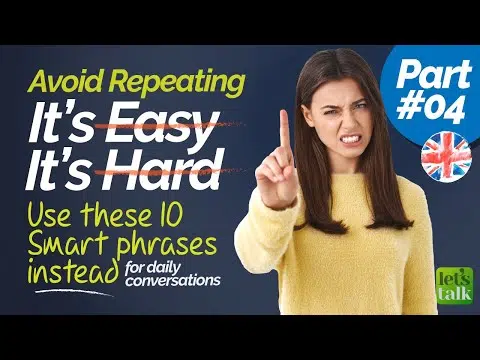 Avoid Repeating
It's Easy
It's Hard
Use these 10
Smart phrases
instead for daily
conversations
Part
#04
let's
talk